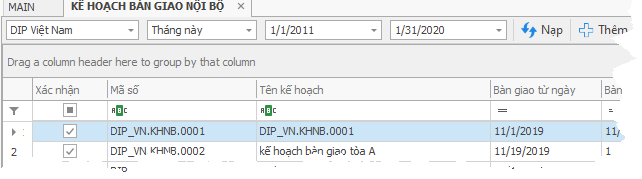 MAIN KẾ HOẠCH BÀN GIAO NỘI BỘ
DIP Việt Nam Tháng này 1/1/2011 1/31/2020 Nạp Thêm
Drag a column header here to group by that column
Xác nhận Mã số Tên kế hoạch Bàn giao từ ngày Bàn
ABC ABC = =
DIP_VN.KHNB.0001 DIP_VN.KHNB.0001 11/1/2019 11/
2 DIP_VN.KHNB.0002 kế hoạch bàn giao tòa A 11/19/2019 1